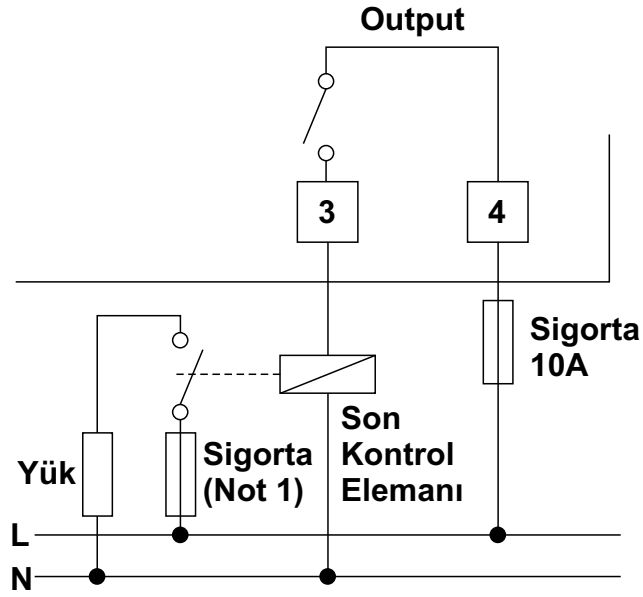 Output
3
4
Sigorta
10A
Son
Kontrol
Elemanı
Sigorta
(Not 1)
Yük
L
N